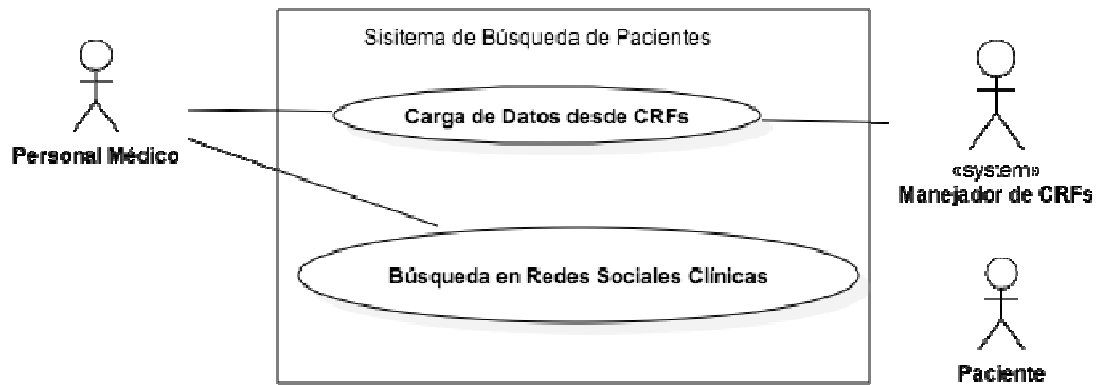 Sisitema de Búsqueda de Pacientes
Carga de Datos desde CRFs
Personal Médico
«system»
Manejador de CRFs
Búsqueda en Redes Sociales Clínicas
Paciente